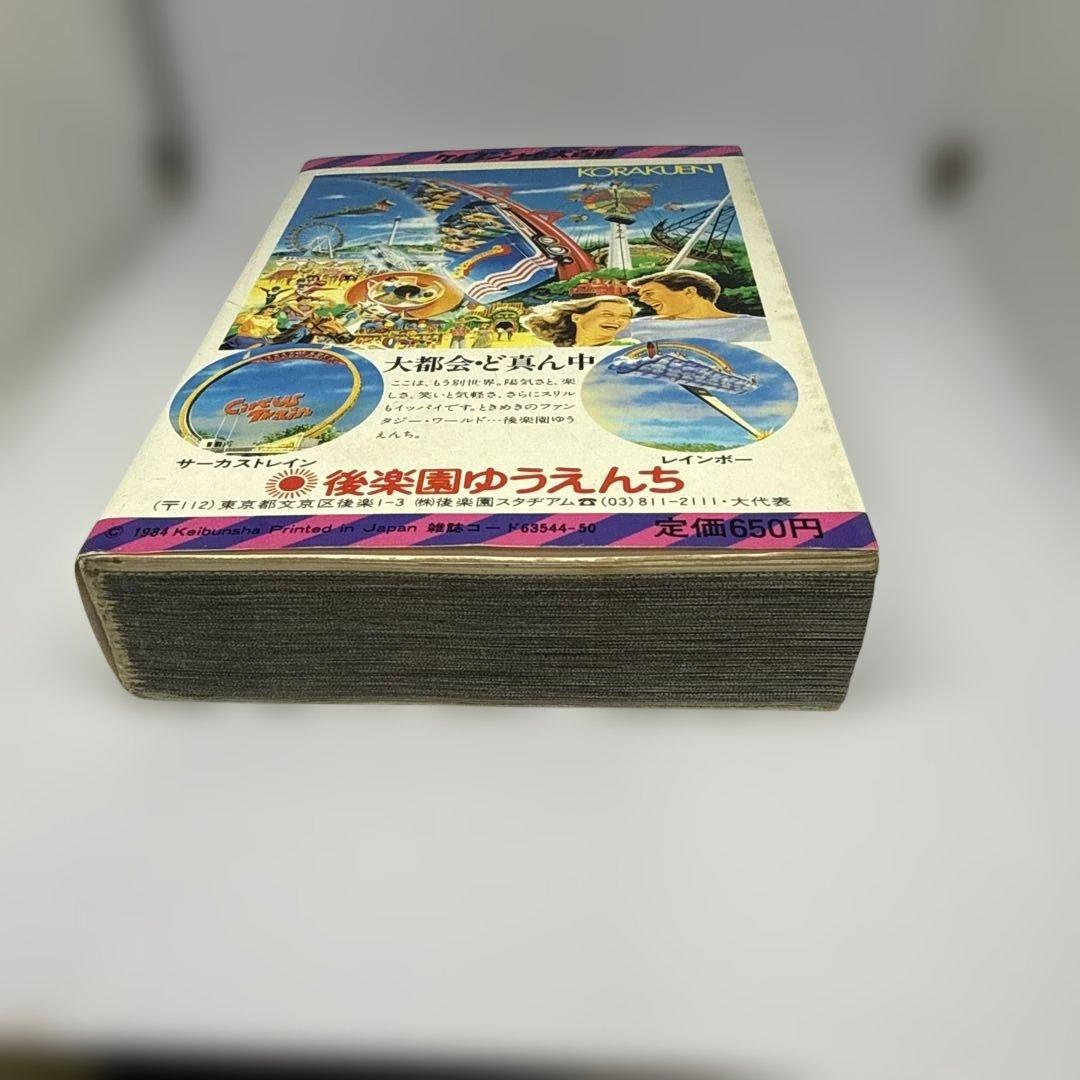 KORAKUEN
大都会・ど真ん中
ここは、もう別世界。陽気さと、楽
しさ、笑いと気軽さ、さらにスリル
もイッパイです。ときめきのファン
タジー・ワールド…後楽園ゆう
えんち。
Circus
Train
サーカストレイン
レインボー
後楽園ゆうえんち
(〒112)東京都文京区後楽1-3 ㈱後楽園スタヂアム☎(03)811-2111・大代表
© 1984 Keibunsha Printed in Japan 雑誌コード63544-50 定価650円